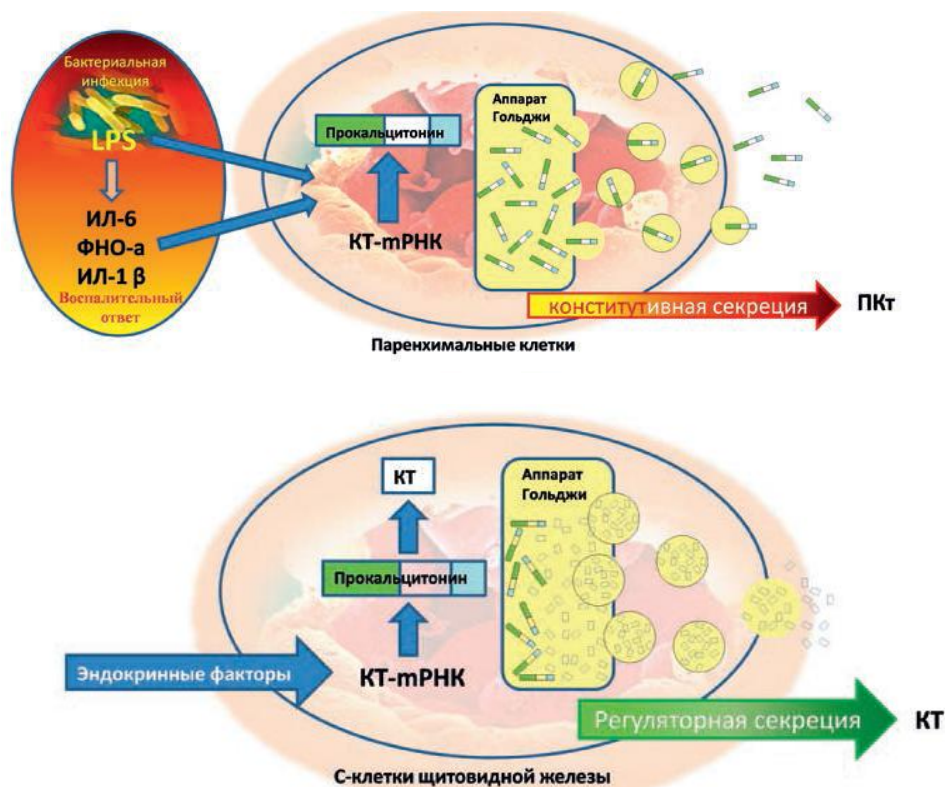 Бактериальная
инфекция
LPS
ИЛ-6
ФНО-а
ИЛ-1 β
Воспалительный
ответ
Прокальцитонин
КТ-mРНК
Аппарат
Гольджи
конститутивная секреция
ПКт
Паренхимальные клетки
КТ
Прокальцитонин
КТ-mРНК
Аппарат
Гольджи
Эндокринные факторы
Регуляторная секреция
КТ
С-клетки щитовидной железы